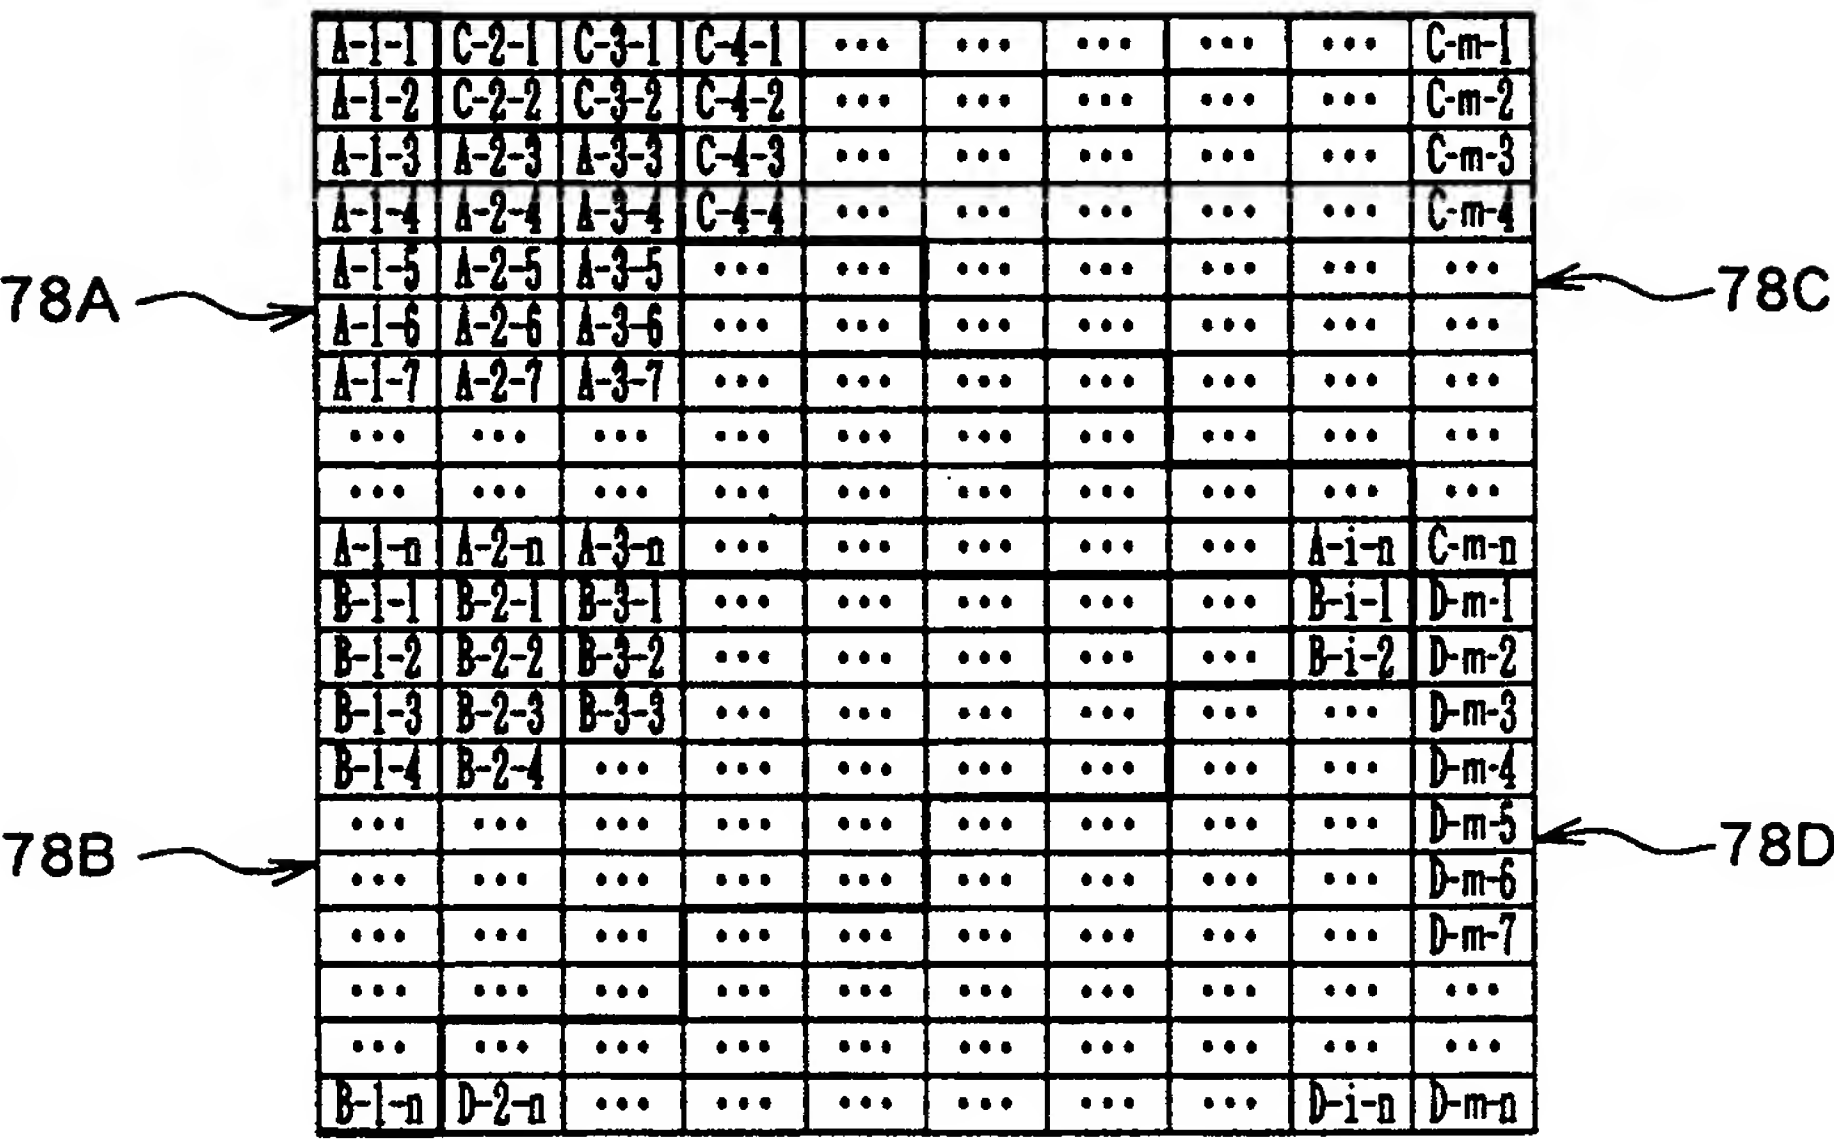 A-1-1 C-2-1 C-3-1 C-4-1 ... ... ... ... ... C-m-1
A-1-2 C-2-2 C-3-2 C-4-2 ... ... ... ... ... C-m-2
A-1-3 A-2-3 A-3-3 C-4-3 ... ... ... ... ... C-m-3
A-1-4 A-2-4 A-3-4 C-4-4 ... ... ... ... ... C-m-4
A-1-5 A-2-5 A-3-5 ... ... ... ... ... ... ...
78A A-1-6 A-2-6 A-3-6 ... ... ... ... ... ... ... 78C
A-1-7 A-2-7 A-3-7 ... ... ... ... ... ... ...
... ... ... ... ... ... ... ... ... ...
... ... ... ... ... ... ... ... ... ...
A-1-n A-2-n A-3-n ... ... ... ... ... A-i-n C-m-n
B-1-1 B-2-1 B-3-1 ... ... ... ... ... B-i-1 D-m-1
B-1-2 B-2-2 B-3-2 ... ... ... ... ... B-i-2 D-m-2
B-1-3 B-2-3 B-3-3 ... ... ... ... ... ... D-m-3
B-1-4 B-2-4 ... ... ... ... ... ... ... D-m-4
... ... ... ... ... ... ... ... ... D-m-5
78B ... ... ... ... ... ... ... ... ... D-m-6 78D
... ... ... ... ... ... ... ... ... D-m-7
... ... ... ... ... ... ... ... ... ...
... ... ... ... ... ... ... ... ... ...
B-1-n D-2-n ... ... ... ... ... ... D-i-n D-m-n